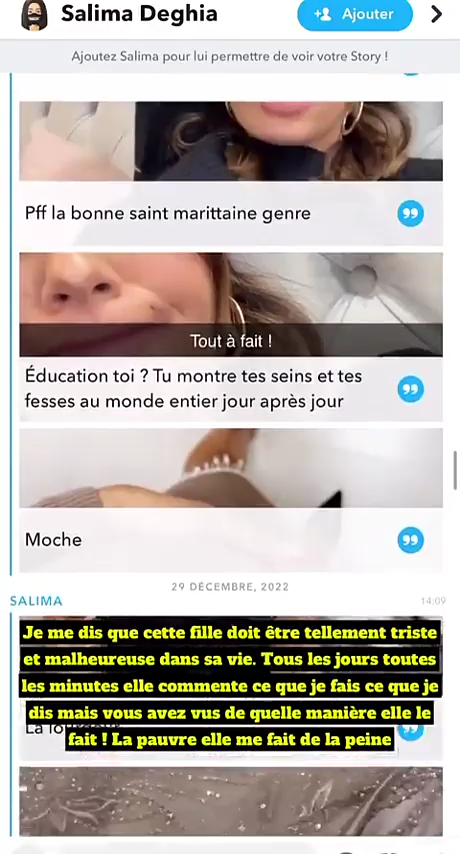 Salima Deghia
Ajouter
Ajoutez Salima pour lui permettre de voir votre Story !
Pff la bonne saint marittaine genre
Tout à fait !
Éducation toi ? Tu montre tes seins et tes
fesses au monde entier jour après jour
Moche
29 DÉCEMBRE, 2022
SALIMA
14:09
Je me dis que cette fille doit être tellement triste
et malheureuse dans sa vie. Tous les jours toutes
les minutes elle commente ce que je fais ce que je
dis mais vous avez vus de quelle manière elle le
fait ! La pauvre elle me fait de la peine
La